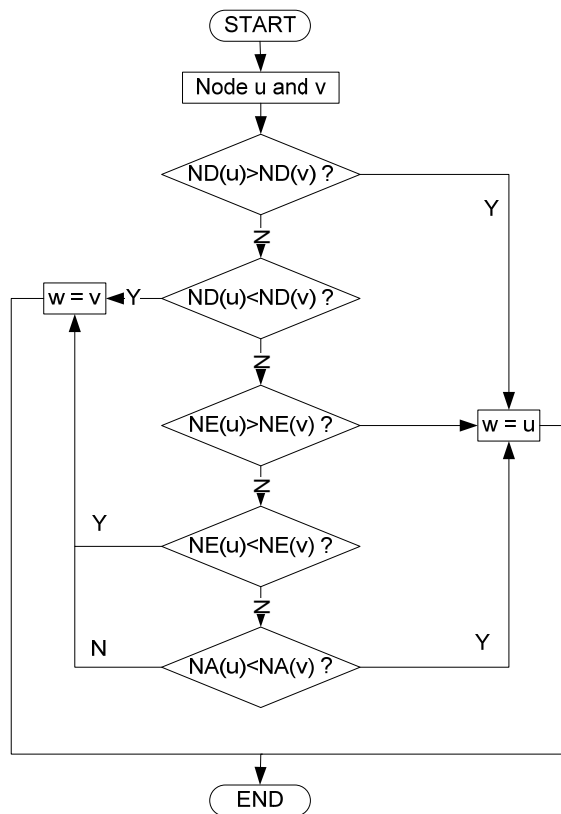 START
Node u and v
ND(u)>ND(v) ?
Y
N
w = v
Y
ND(u)<ND(v) ?
N
NE(u)>NE(v) ?
w = u
N
Y
NE(u)<NE(v) ?
N
N
NA(u)<NA(v) ?
Y
END